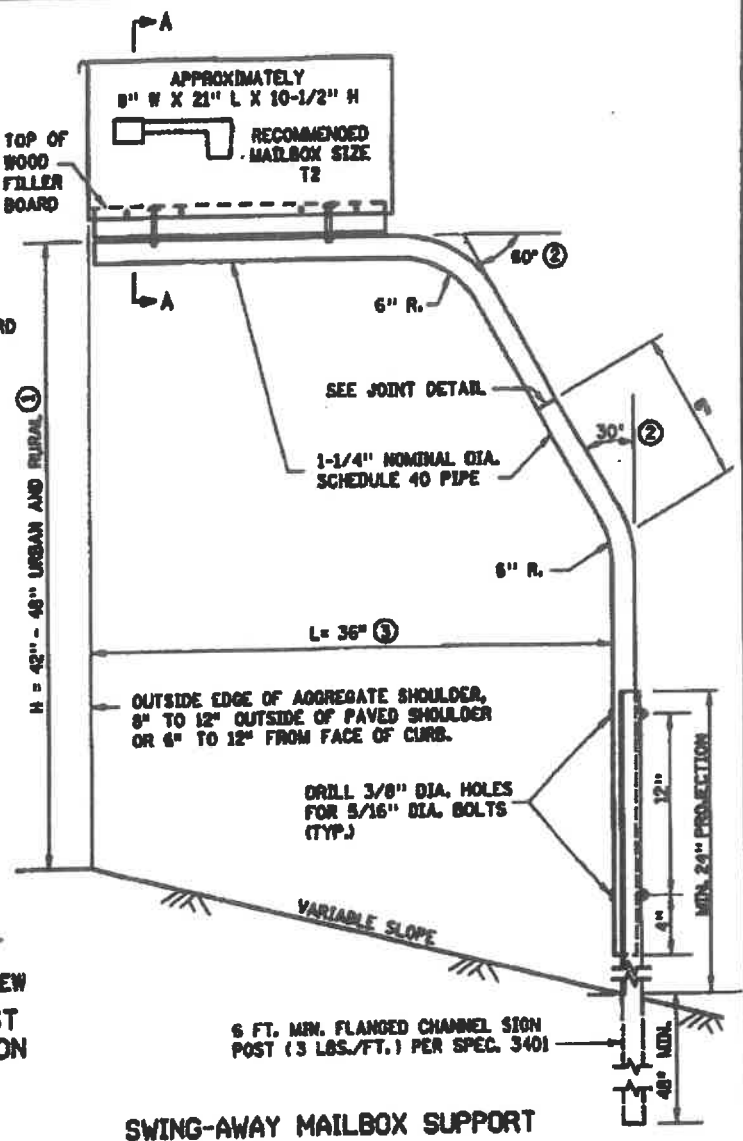 A
APPROXIMATELY
8" W X 21" L X 10-1/2" H
RECOMMENDED
MAILBOX SIZE
T2
TOP OF
WOOD
FILLER
BOARD
A
60° ②
6" R.
RD
SEE JOINT DETAIL
9"
30° ②
1-1/4" NOMINAL DIA.
SCHEDULE 40 PIPE
H = 42" - 48" URBAN AND RURAL ①
6" R.
L= 36" ③
OUTSIDE EDGE OF AGGREGATE SHOULDER,
8" TO 12" OUTSIDE OF PAVED SHOULDER
OR 6" TO 12" FROM FACE OF CURB.
DRILL 3/8" DIA. HOLES
FOR 5/16" DIA. BOLTS
(TYP.)
12"
MIN. 24" PROJECTION
4"
VARIABLE SLOPE
EW
ST
ON
6 FT. MIN. FLANGED CHANNEL SIGN
POST (3 LBS./FT.) PER SPEC. 3401
48" MIN.
SWING-AWAY MAILBOX SUPPORT